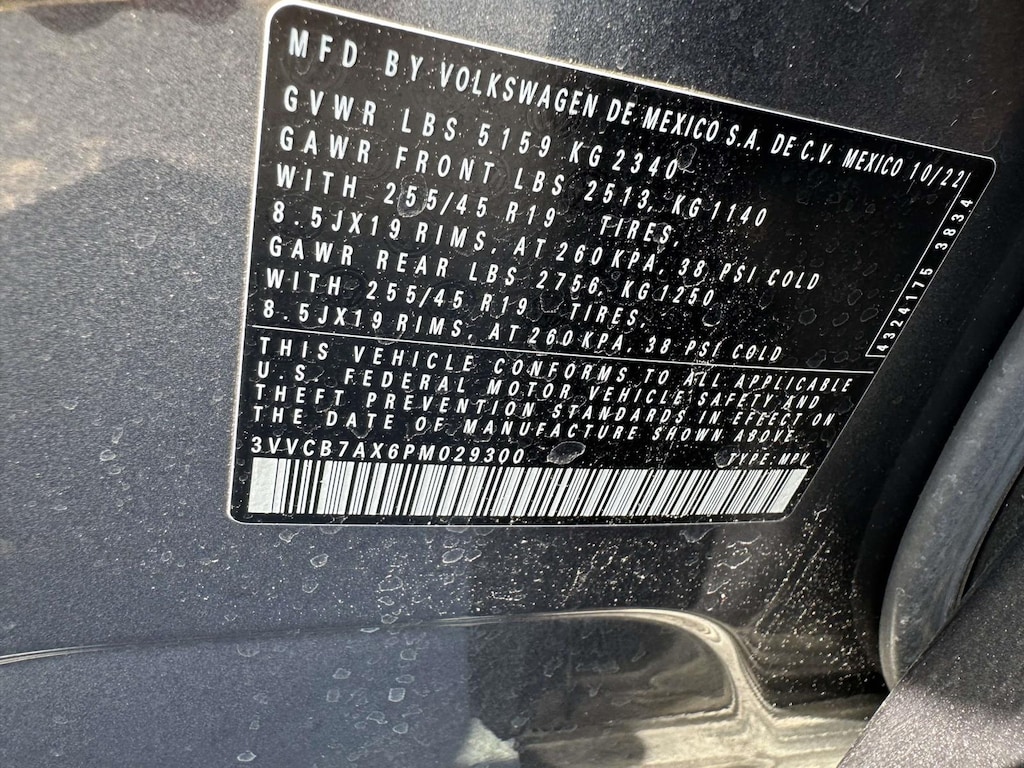 MFD BY VOLKSWAGEN DE MEXICO S.A. DE C.V. MEXICO 10/22
GVWR LBS 5159 KG 2340
GAWR FRONT LBS 2513, KG 1140
WITH 255/45 R19 TIRES,
8.5JX19 RIMS, AT 260 KPA, 38 PSI COLD
GAWR REAR LBS 2756, KG 1250
WITH 255/45 R19 TIRES,
8.5JX19 RIMS, AT 260 KPA, 38 PSI COLD
4324175 3834
THIS VEHICLE CONFORMS TO ALL APPLICABLE
U.S. FEDERAL MOTOR VEHICLE SAFETY AND
THEFT PREVENTION STANDARDS IN EFFECT ON
THE DATE OF MANUFACTURE SHOWN ABOVE.
3VVCB7AX6PM029300 TYPE: MPV